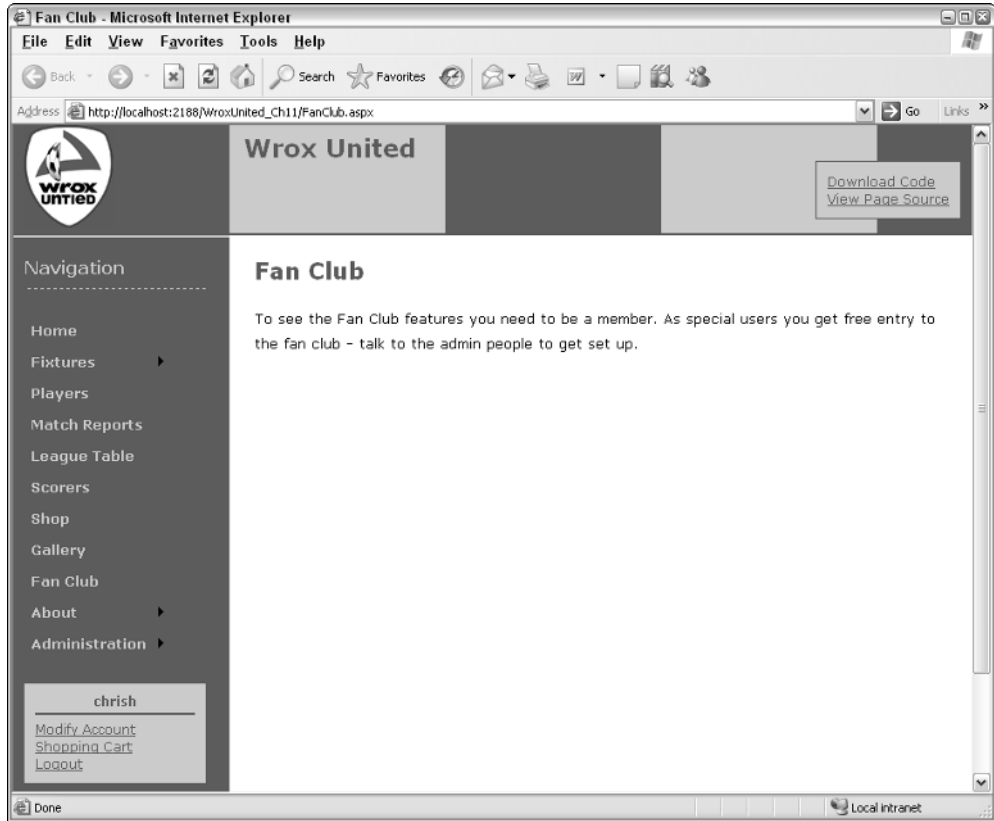 Fan Club - Microsoft Internet Explorer
File Edit View Favorites Tools Help
Back Search Favorites
Address http://localhost:2188/WroxUnited_Ch11/FanClub.aspx Go Links »
wrox
UNTIED
Wrox United
Download Code
View Page Source
Navigation
Home
Fixtures
Players
Match Reports
League Table
Scorers
Shop
Gallery
Fan Club
About
Administration
chrish
Modify Account
Shopping Cart
Logout
Fan Club
To see the Fan Club features you need to be a member. As special users you get free entry to
the fan club – talk to the admin people to get set up.
Done Local intranet